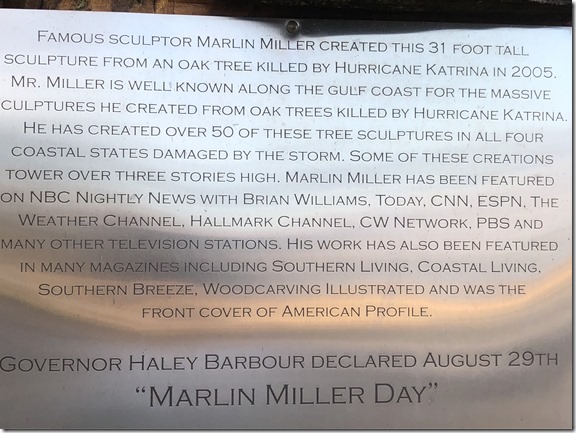 Famous sculptor Marlin Miller created this 31 foot tall
sculpture from an oak tree killed by Hurricane Katrina in 2005.
Mr. Miller is well known along the gulf coast for the massive
culptures he created from oak trees killed by Hurricane Katrina.
He has created over 50 of these tree sculptures in all four
coastal states damaged by the storm. Some of these creations
tower over three stories high. Marlin Miller has been featured
on NBC Nightly News with Brian Williams, Today, CNN, ESPN, The
Weather Channel, Hallmark Channel, CW Network, PBS and
many other television stations. His work has also been featured
in many magazines including Southern Living, Coastal Living,
Southern Breeze, Woodcarving Illustrated and was the
front cover of American Profile.
Governor Haley Barbour declared August 29th
“Marlin Miller Day”